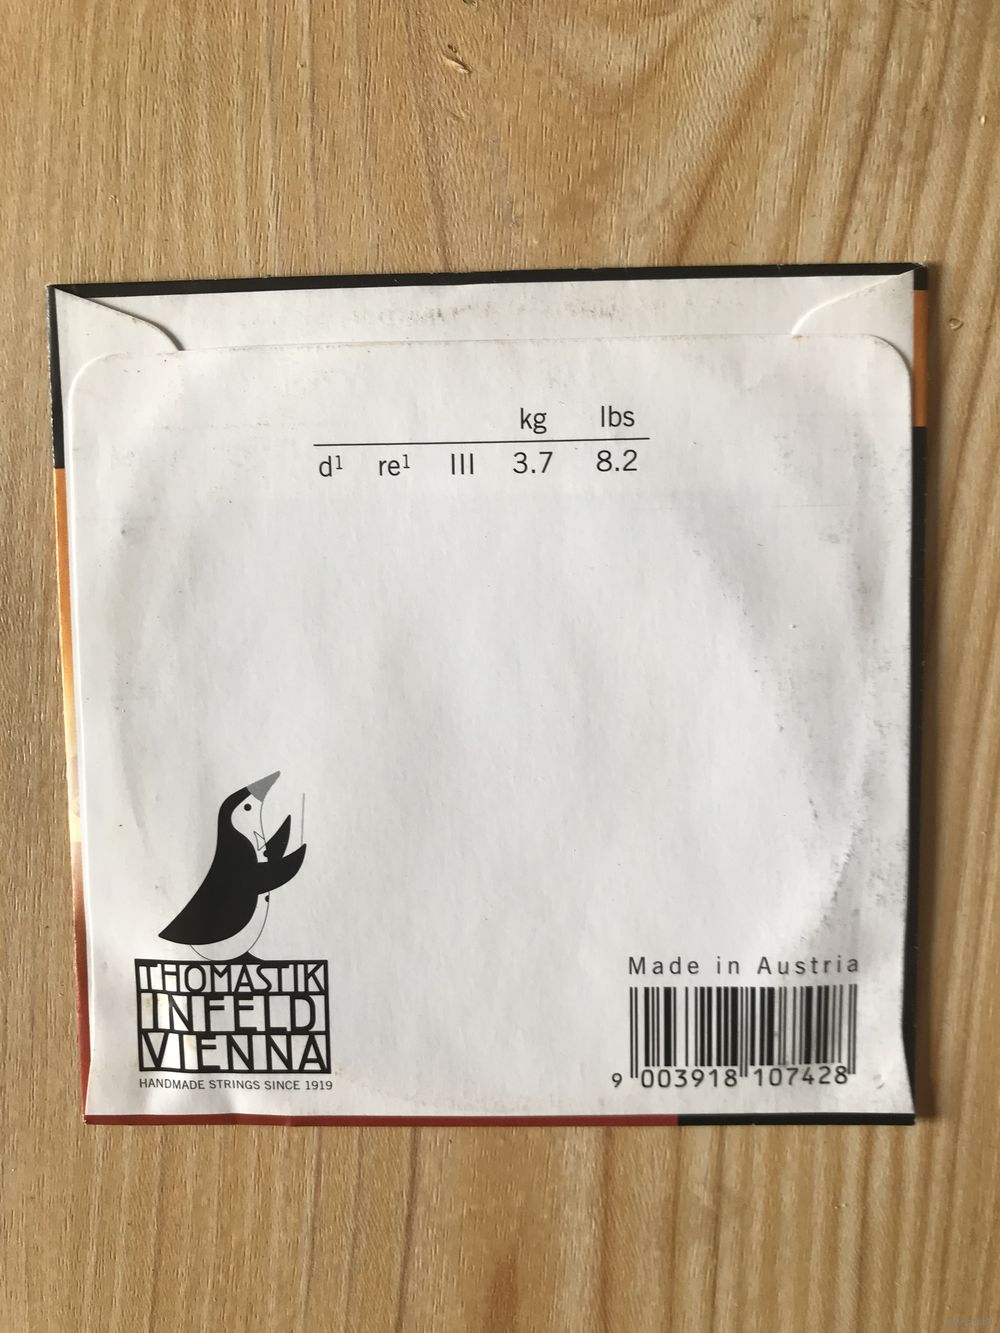 kg lbs
d¹ re¹ III 3.7 8.2
THOMASTIK
INFELD
VIENNA
HANDMADE STRINGS SINCE 1919
Made in Austria
9 003918 107428